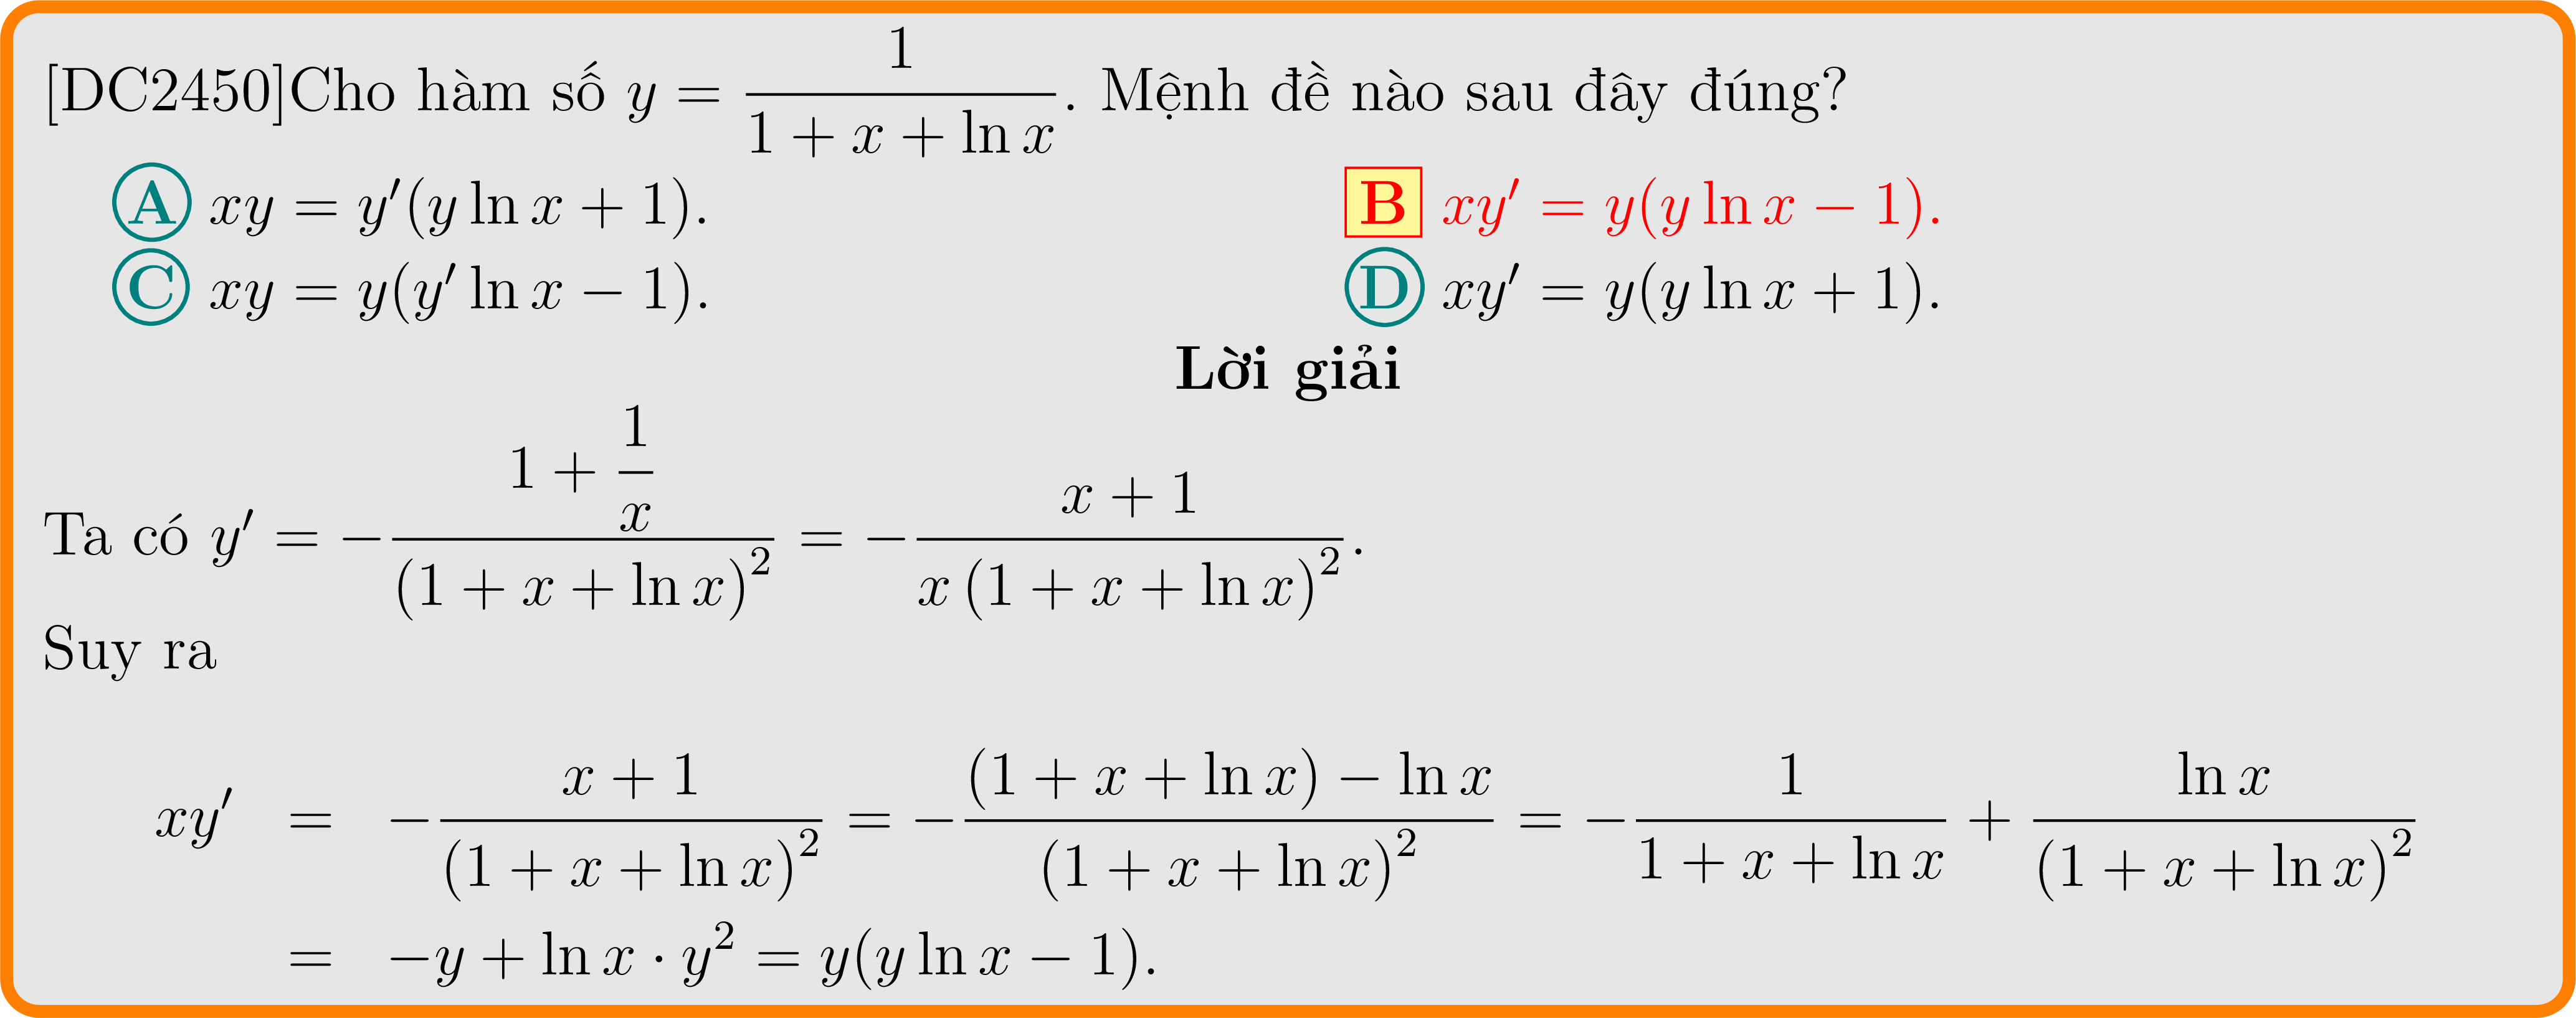 [DC2450]Cho hàm số y = \frac{1}{1 + x + \ln x}. Mệnh đề nào sau đây đúng?
A xy = y′(y ln x + 1). B xy′ = y(y ln x − 1).
C xy = y(y′ ln x − 1). D xy′ = y(y ln x + 1).
Lời giải
Ta có y′ = −\frac{1 + \frac{1}{x}}{(1 + x + \ln x)^2} = −\frac{x + 1}{x (1 + x + \ln x)^2}.
Suy ra
xy′ = −\frac{x + 1}{(1 + x + \ln x)^2} = −\frac{(1 + x + \ln x) − \ln x}{(1 + x + \ln x)^2} = −\frac{1}{1 + x + \ln x} + \frac{\ln x}{(1 + x + \ln x)^2}
= −y + ln x · y² = y(y ln x − 1).